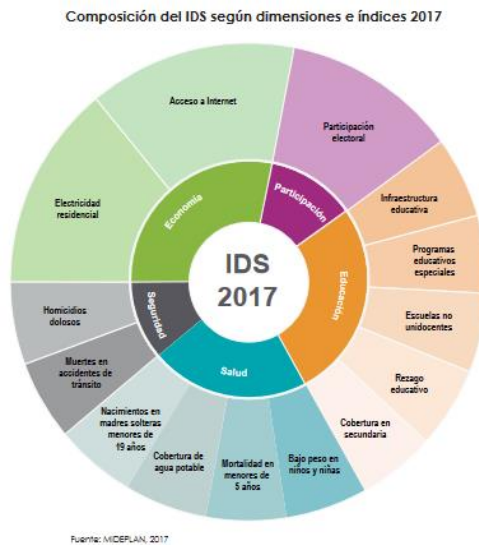 Composición del IDS según dimensiones e índices 2017
Acceso a Internet
Participación
electoral
Electricidad
residencial
Infraestructura
educativa
Programas
educativos
especiales
Escuelas no
unidocentes
Rezago
educativo
Cobertura en
secundaria
Bajo peso en
niños y niñas
Mortalidad en
menores de
5 años
Cobertura de
agua potable
Nacimientos en
madres solteras
menores de
19 años
Muertes en
accidentes de
tránsito
Homicidios
dolosos
Economía
Participación
Educación
Salud
Seguridad
IDS
2017
Fuente: MIDEPLAN, 2017